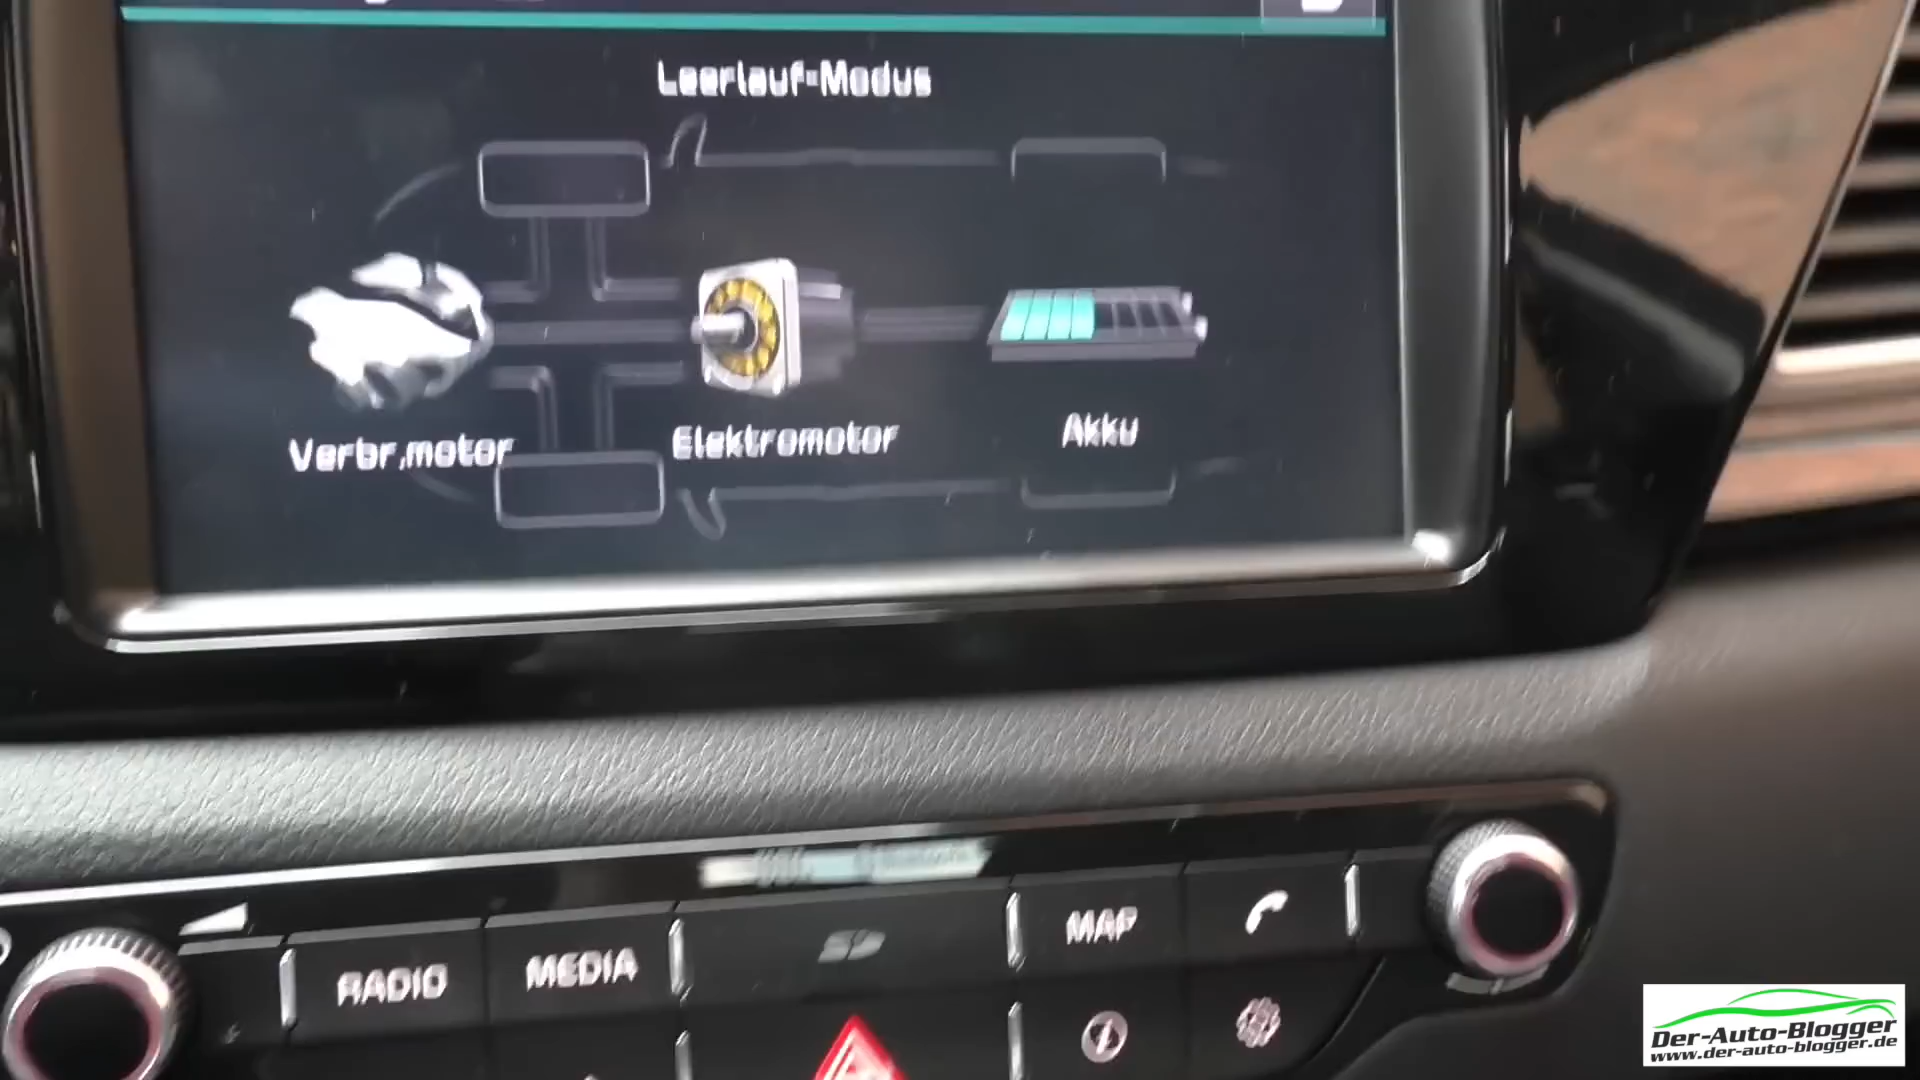 Leerlauf-Modus
Verbr.motor
Elektromotor
Akku
RADIO
MEDIA
MAP
Der-Auto-Blogger
www.der-auto-blogger.de